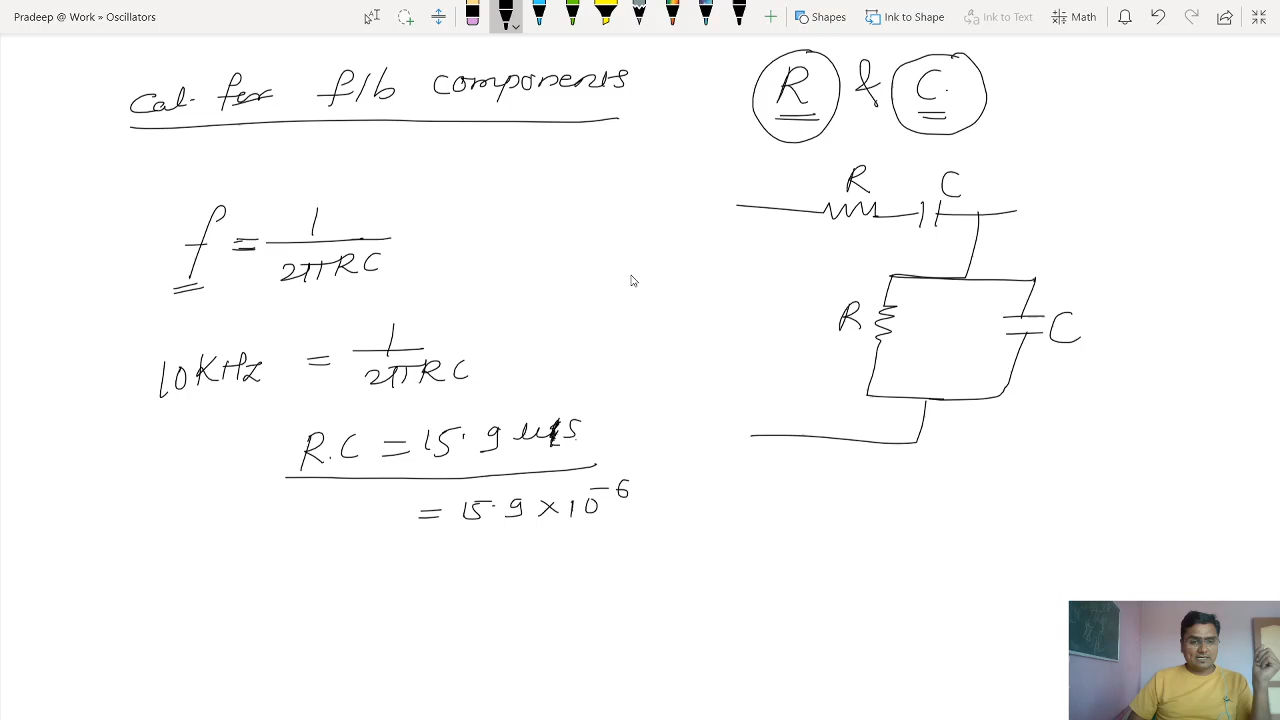 Pradeep @ Work » Oscillators
Shapes
Ink to Shape
Ink to Text
Math
Cal. for f/b components
R & C.
R C
f = 1 / 2πRC
R C
10KHz = 1 / 2πRC
R.C = 15.9 us
= 15.9 × 10⁻⁶